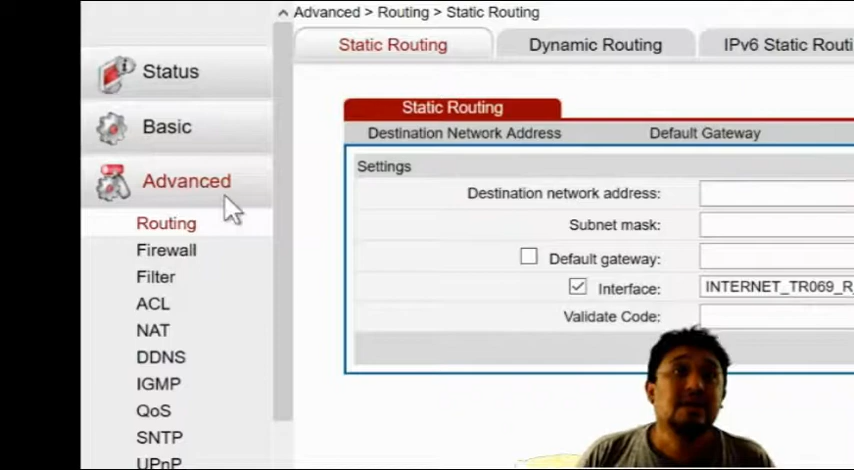 Advanced > Routing > Static Routing
Static Routing
Dynamic Routing
IPv6 Static Routi
Status
Basic
Advanced
Routing
Firewall
Filter
ACL
NAT
DDNS
IGMP
QoS
SNTP
UPnP
Static Routing
Destination Network Address
Default Gateway
Settings
Destination network address:
Subnet mask:
Default gateway:
Interface:
INTERNET_TR069_R_
Validate Code: